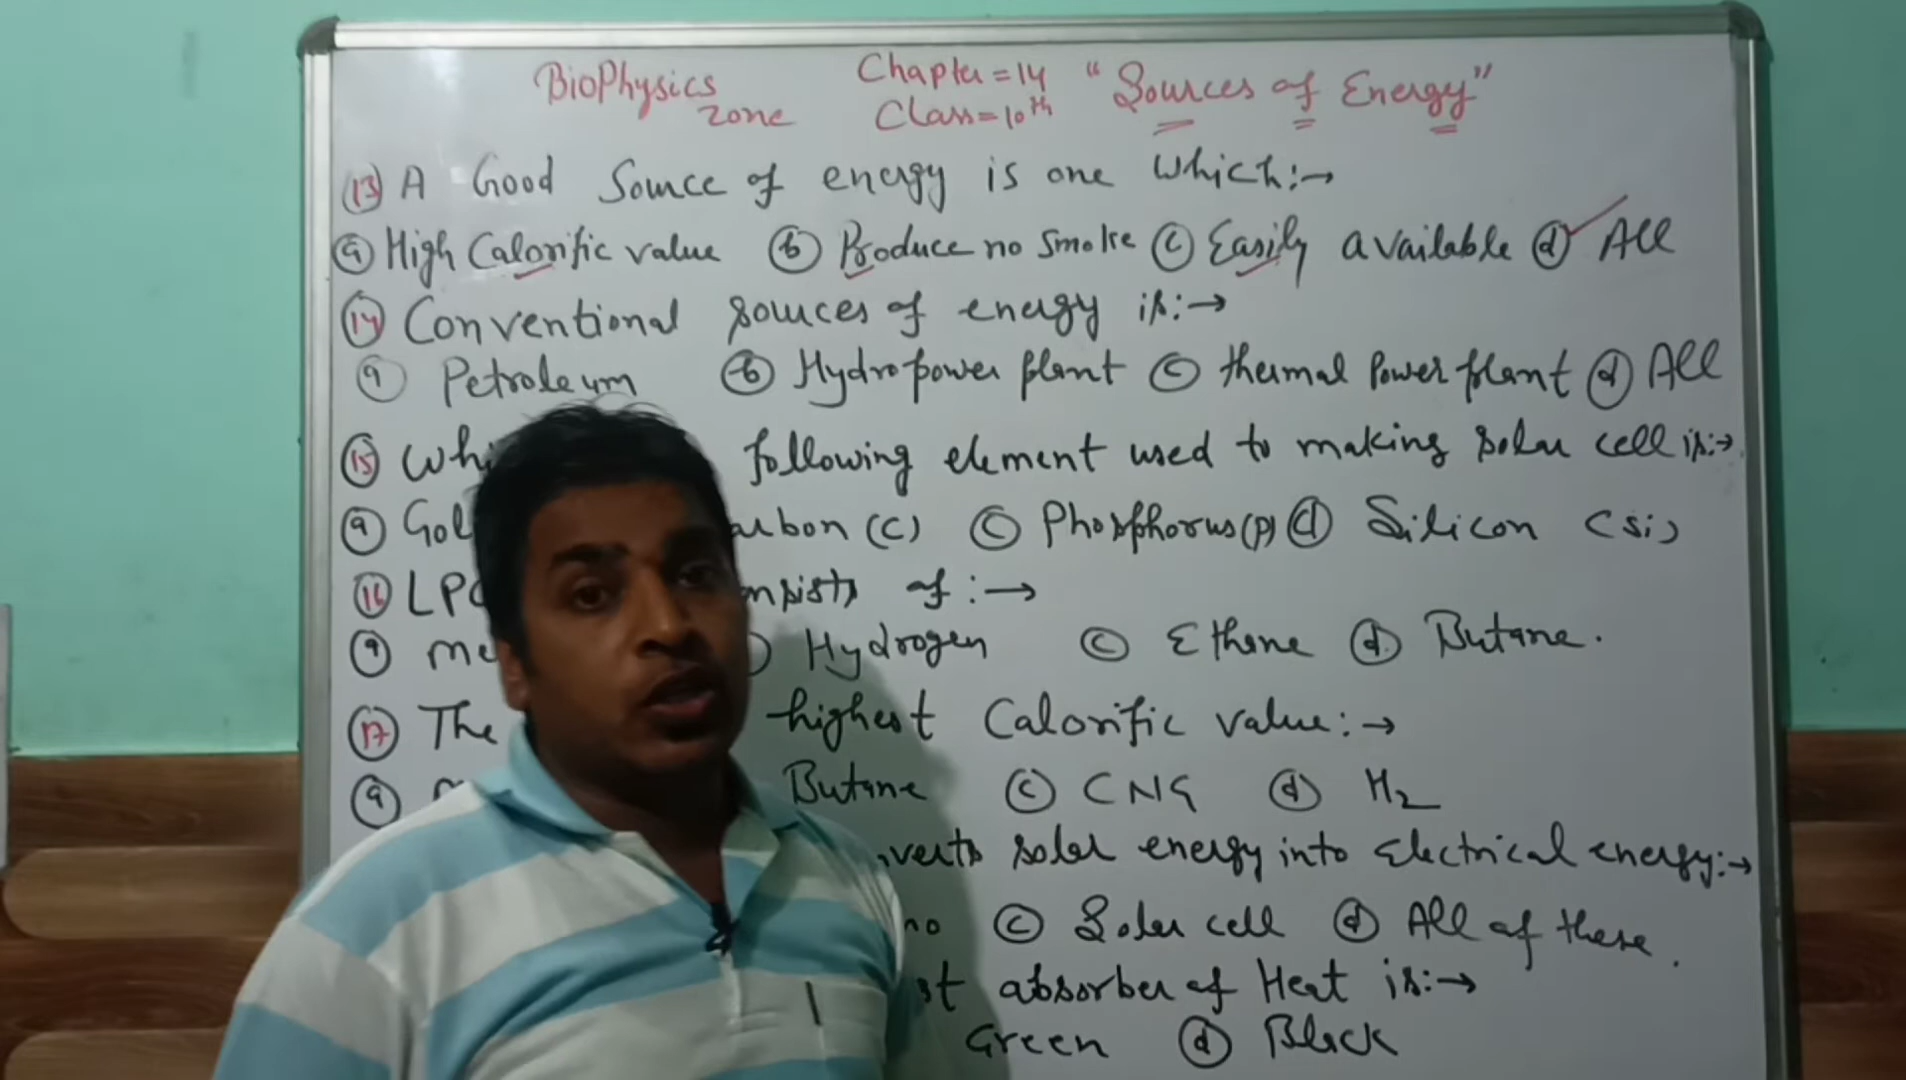 BioPhysics Zone Chapter=14 Class=10th "Sources of Energy"
13) A Good Source of energy is one which:→
a High Calorific value b Produce no smoke c Easily available d All
14) Conventional sources of energy is:→
a Petroleum b Hydropower plant c thermal Power plant d All
15) following element used to making solar cell is:→
a (C) c Phosphorus(P) d Silicon (Si)
16) of:→
a Hydrogen c Ethane d Butane.
17) The highest Calorific value:→
a Butane c CNG d H2
solar energy into Electrical energy:→
c Solar cell d All of these.
absorber of Heat is:→
Green d Black